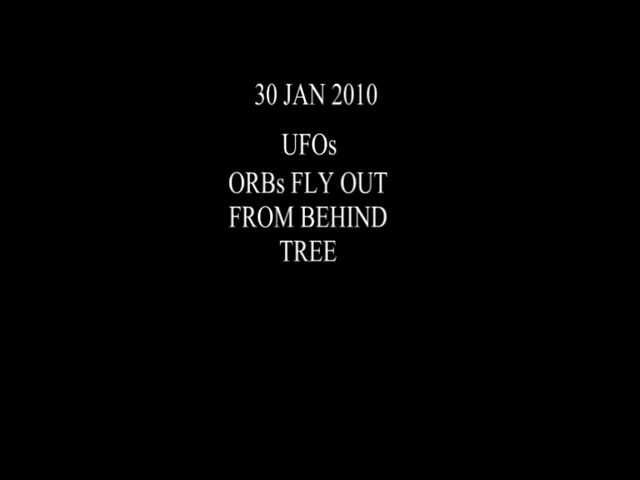 30 JAN 2010
UFOs
ORBs FLY OUT
FROM BEHIND
TREE